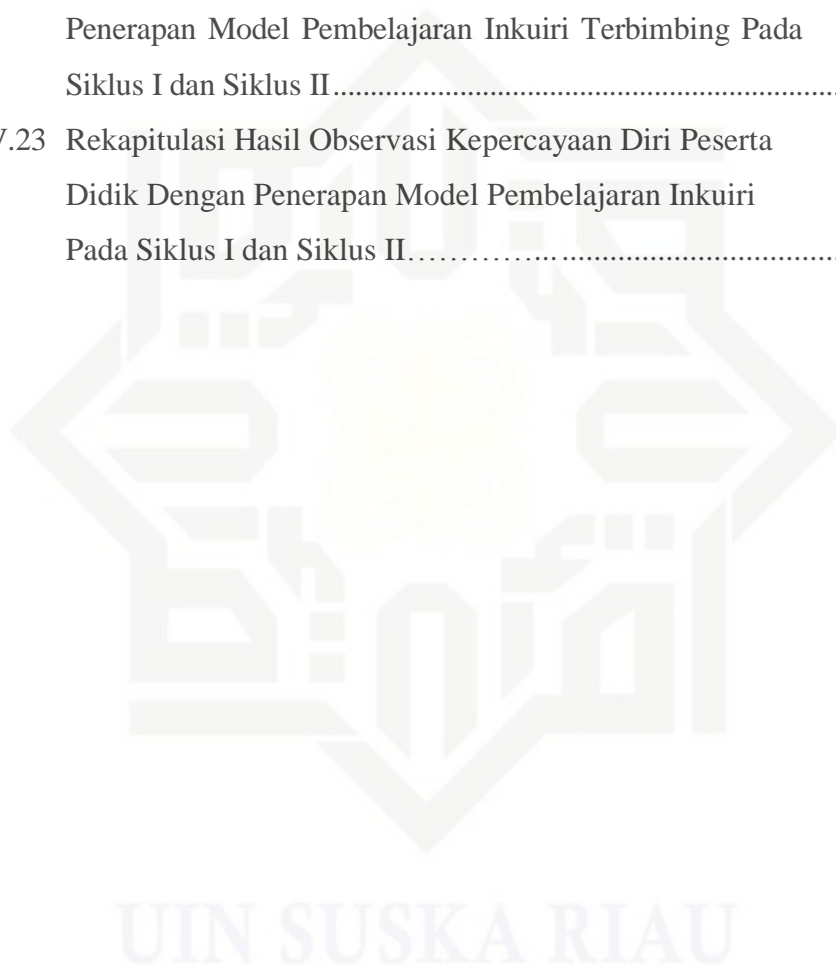 Penerapan Model Pembelajaran Inkuiri Terbimbing Pada
Siklus I dan Siklus II..................................................................
.23 Rekapitulasi Hasil Observasi Kepercayaan Diri Peserta
Didik Dengan Penerapan Model Pembelajaran Inkuiri
Pada Siklus I dan Siklus II…………... ....................................
UIN SUSKA RIAU